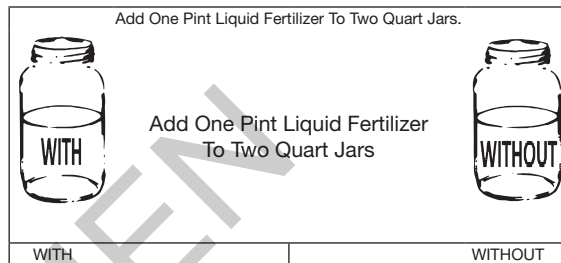 Add One Pint Liquid Fertilizer To Two Quart Jars.
WITH
Add One Pint Liquid Fertilizer
To Two Quart Jars
WITHOUT
WITH
WITHOUT